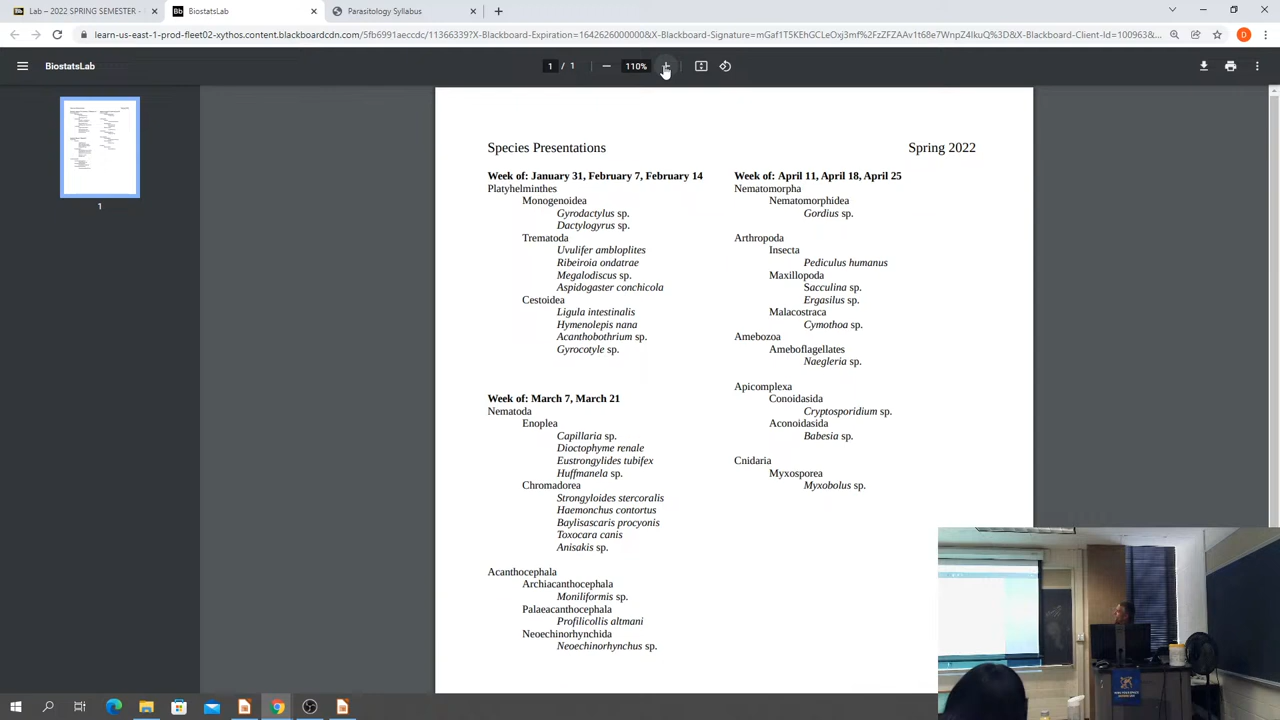 Lab – 2022 SPRING SEMESTER -
BiostatsLab
Parasitology Syllabus
BiostatsLab
1 / 1
110%
1
Species Presentations
Spring 2022
Week of: January 31, February 7, February 14
Platyhelminthes
Monogenoidea
Gyrodactylus sp.
Dactylogyrus sp.
Trematoda
Uvulifer ambloplites
Ribeiroia ondatrae
Megalodiscus sp.
Aspidogaster conchicola
Cestoidea
Ligula intestinalis
Hymenolepis nana
Acanthobothrium sp.
Gyrocotyle sp.
Week of: March 7, March 21
Nematoda
Enoplea
Capillaria sp.
Dioctophyme renale
Eustrongylides tubifex
Huffmanela sp.
Chromadorea
Strongyloides stercoralis
Haemonchus contortus
Baylisascaris procyonis
Toxocara canis
Anisakis sp.
Acanthocephala
Archiacanthocephala
Moniliformis sp.
Palaeacanthocephala
Profilicollis altmani
Neoechinorhynchida
Neoechinorhynchus sp.
Week of: April 11, April 18, April 25
Nematomorpha
Nematomorphidea
Gordius sp.
Arthropoda
Insecta
Pediculus humanus
Maxillopoda
Sacculina sp.
Ergasilus sp.
Malacostraca
Cymothoa sp.
Amebozoa
Ameboflagellates
Naegleria sp.
Apicomplexa
Conoidasida
Cryptosporidium sp.
Aconoidasida
Babesia sp.
Cnidaria
Myxosporea
Myxobolus sp.